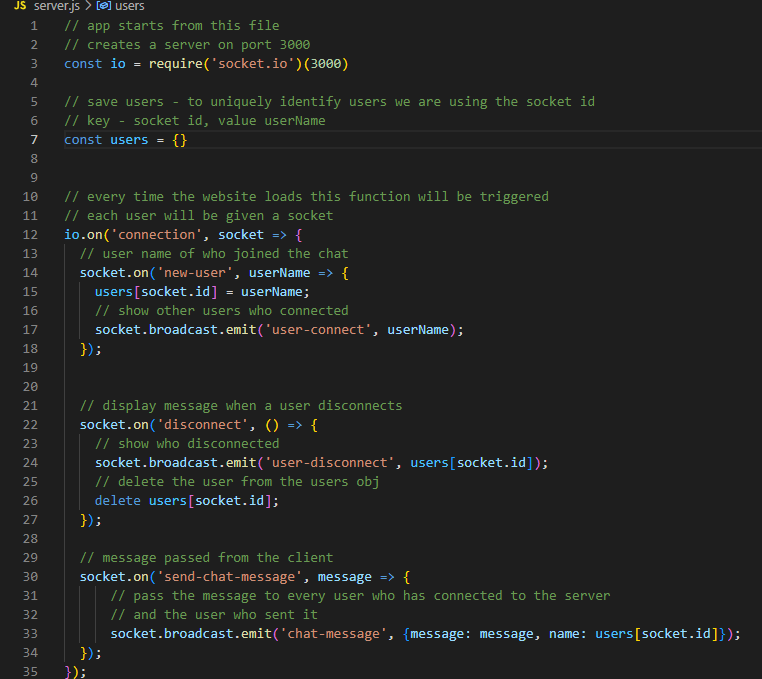 JS server.js > users
1 // app starts from this file
2 // creates a server on port 3000
3 const io = require('socket.io')(3000)
4
5 // save users - to uniquely identify users we are using the socket id
6 // key - socket id, value userName
7 const users = {}
8
9
10 // every time the website loads this function will be triggered
11 // each user will be given a socket
12 io.on('connection', socket => {
13   // user name of who joined the chat
14   socket.on('new-user', userName => {
15     users[socket.id] = userName;
16     // show other users who connected
17     socket.broadcast.emit('user-connect', userName);
18   });
19
20
21   // display message when a user disconnects
22   socket.on('disconnect', () => {
23     // show who disconnected
24     socket.broadcast.emit('user-disconnect', users[socket.id]);
25     // delete the user from the users obj
26     delete users[socket.id];
27   });
28
29   // message passed from the client
30   socket.on('send-chat-message', message => {
31       // pass the message to every user who has connected to the server
32       // and the user who sent it
33       socket.broadcast.emit('chat-message', {message: message, name: users[socket.id]});
34   });
35 });